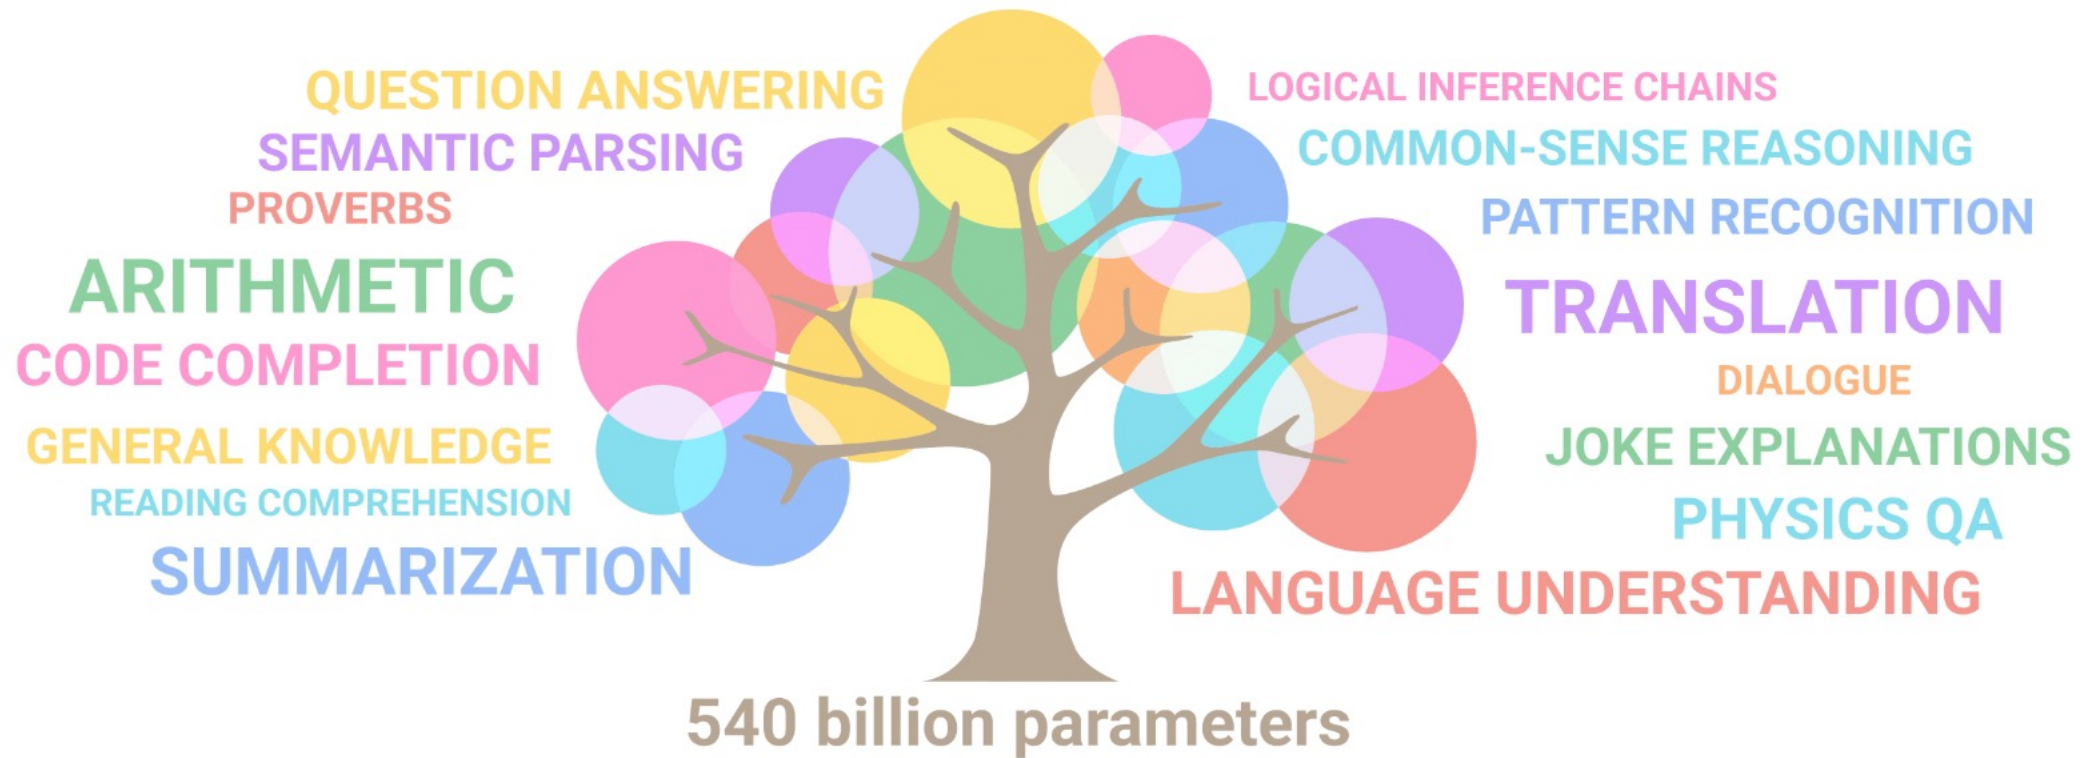 QUESTION ANSWERING
SEMANTIC PARSING
PROVERBS
ARITHMETIC
CODE COMPLETION
GENERAL KNOWLEDGE
READING COMPREHENSION
SUMMARIZATION
LOGICAL INFERENCE CHAINS
COMMON-SENSE REASONING
PATTERN RECOGNITION
TRANSLATION
DIALOGUE
JOKE EXPLANATIONS
PHYSICS QA
LANGUAGE UNDERSTANDING
540 billion parameters